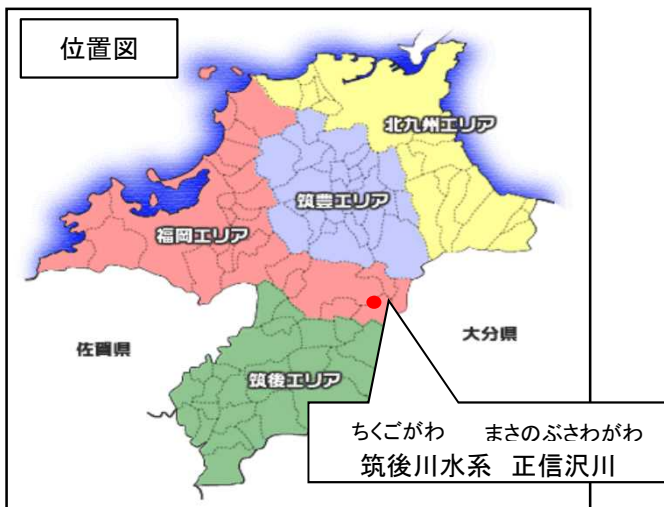 位置図
北九州エリア
筑豊エリア
福岡エリア
佐賀県
大分県
筑後エリア
ちくごがわ まさのぶさわがわ
筑後川水系 正信沢川